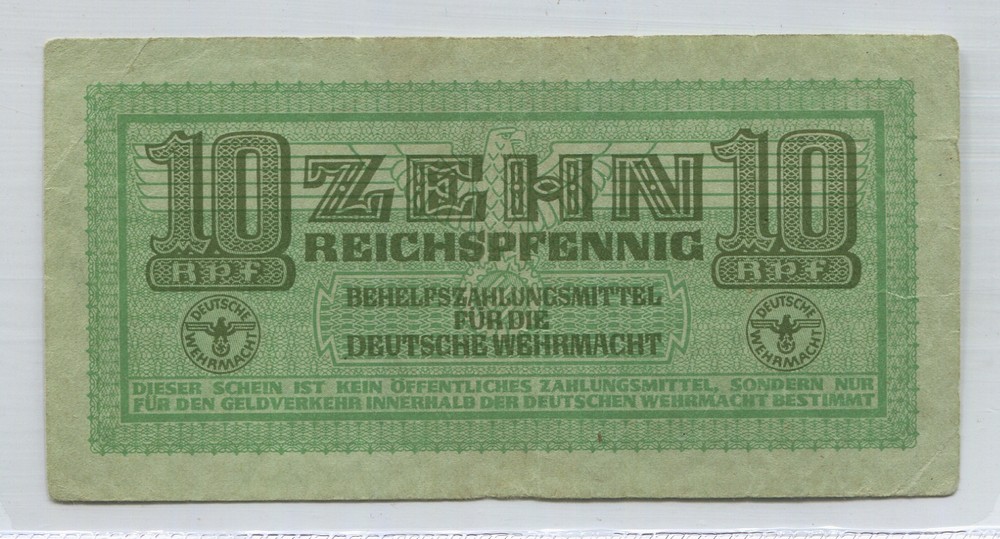 10 ZEHN 10
REICHSPFENNIG
Rpf Rpf
BEHELFSZAHLUNGSMITTEL
FÜR DIE
DEUTSCHE WEHRMACHT
DEUTSCHE WEHRMACHT
DEUTSCHE WEHRMACHT
DIESER SCHEIN IST KEIN ÖFFENTLICHES ZAHLUNGSMITTEL, SONDERN NUR
FÜR DEN GELDVERKEHR INNERHALB DER DEUTSCHEN WEHRMACHT BESTIMMT